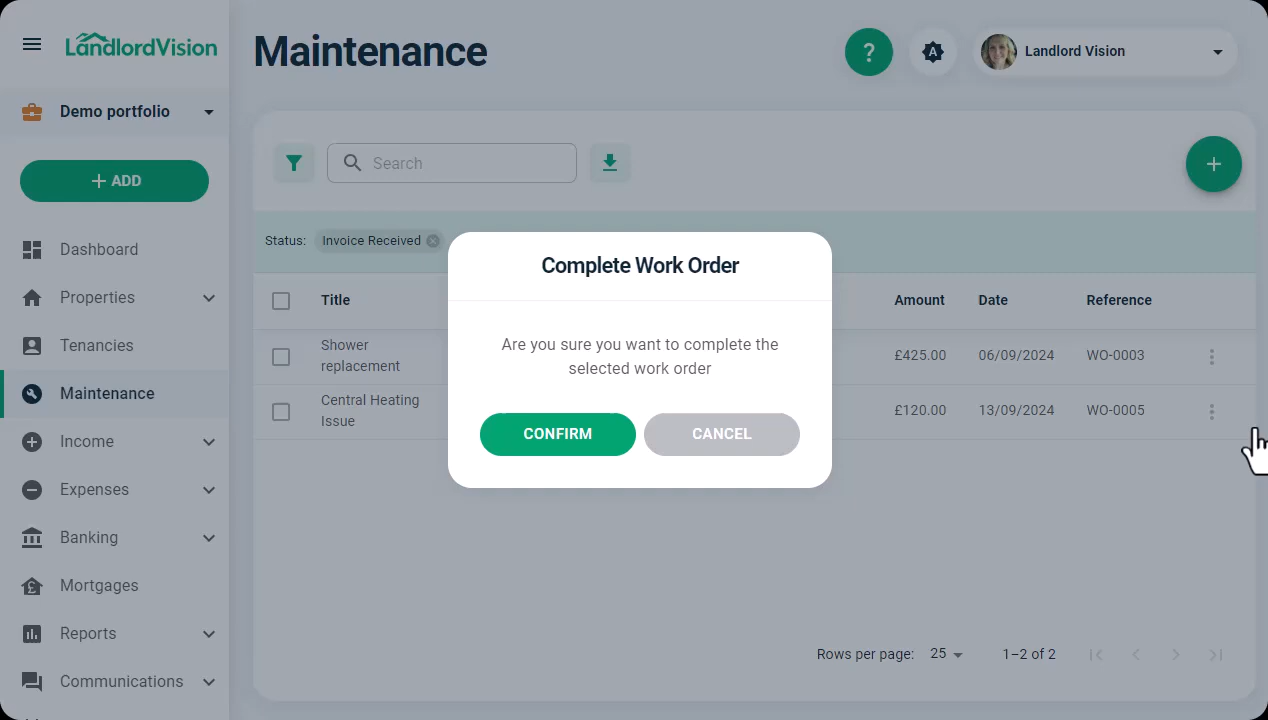 LandlordVision
Maintenance
?
A
Landlord Vision
Demo portfolio
+ ADD
Search
Dashboard
Properties
Tenancies
Maintenance
Income
Expenses
Banking
Mortgages
Reports
Communications
Status: Invoice Received
Title
Amount
Date
Reference
Shower
replacement
£425.00
06/09/2024
WO-0003
Central Heating
Issue
£120.00
13/09/2024
WO-0005
Complete Work Order
Are you sure you want to complete the
selected work order
CONFIRM
CANCEL
Rows per page: 25
1–2 of 2